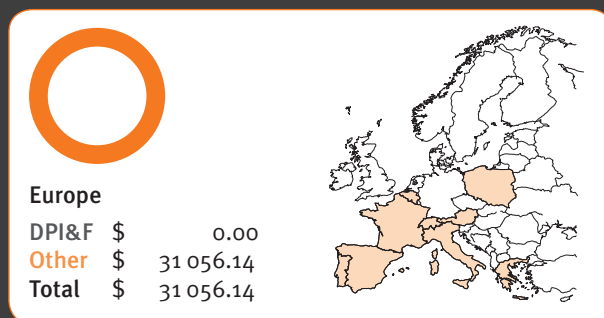 Europe
DPI&F $ 0.00
Other $ 31 056.14
Total $ 31 056.14